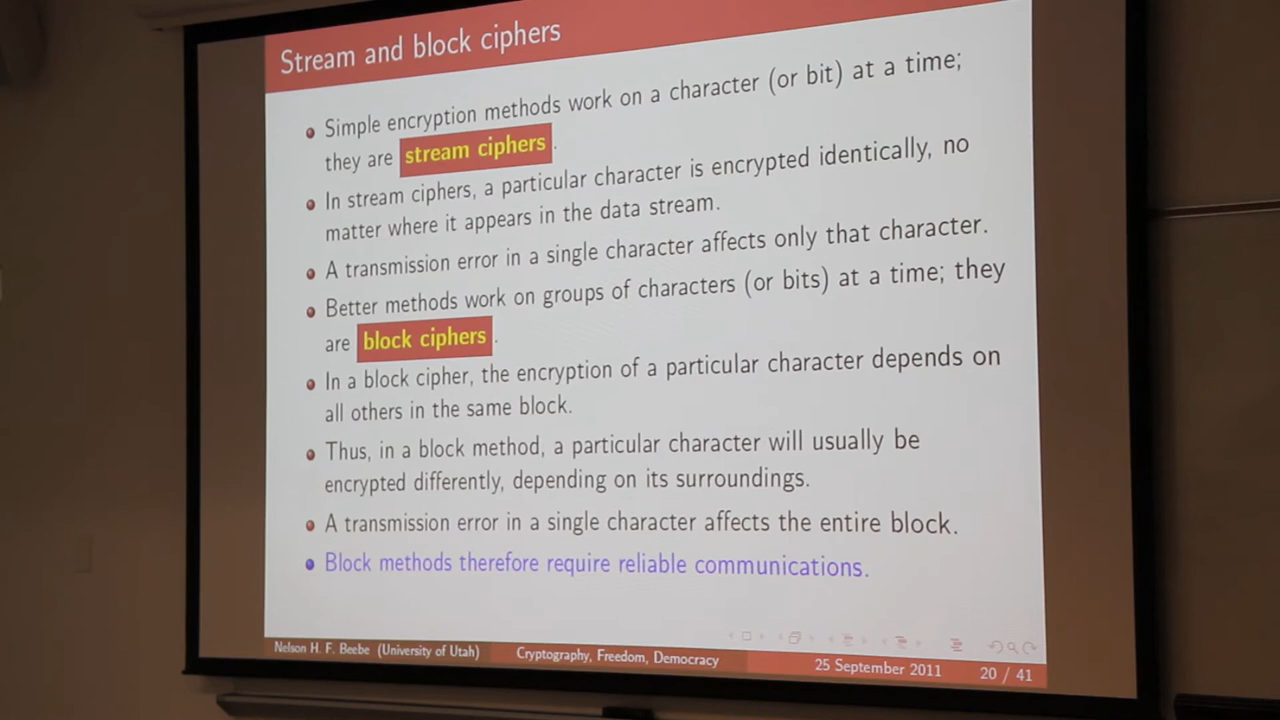 Stream and block ciphers
Simple encryption methods work on a character (or bit) at a time;
they are stream ciphers.
In stream ciphers, a particular character is encrypted identically, no
matter where it appears in the data stream.
A transmission error in a single character affects only that character.
Better methods work on groups of characters (or bits) at a time; they
are block ciphers.
In a block cipher, the encryption of a particular character depends on
all others in the same block.
Thus, in a block method, a particular character will usually be
encrypted differently, depending on its surroundings.
A transmission error in a single character affects the entire block.
Block methods therefore require reliable communications.
Nelson H. F. Beebe (University of Utah) Cryptography, Freedom, Democracy 25 September 2011 20 / 41